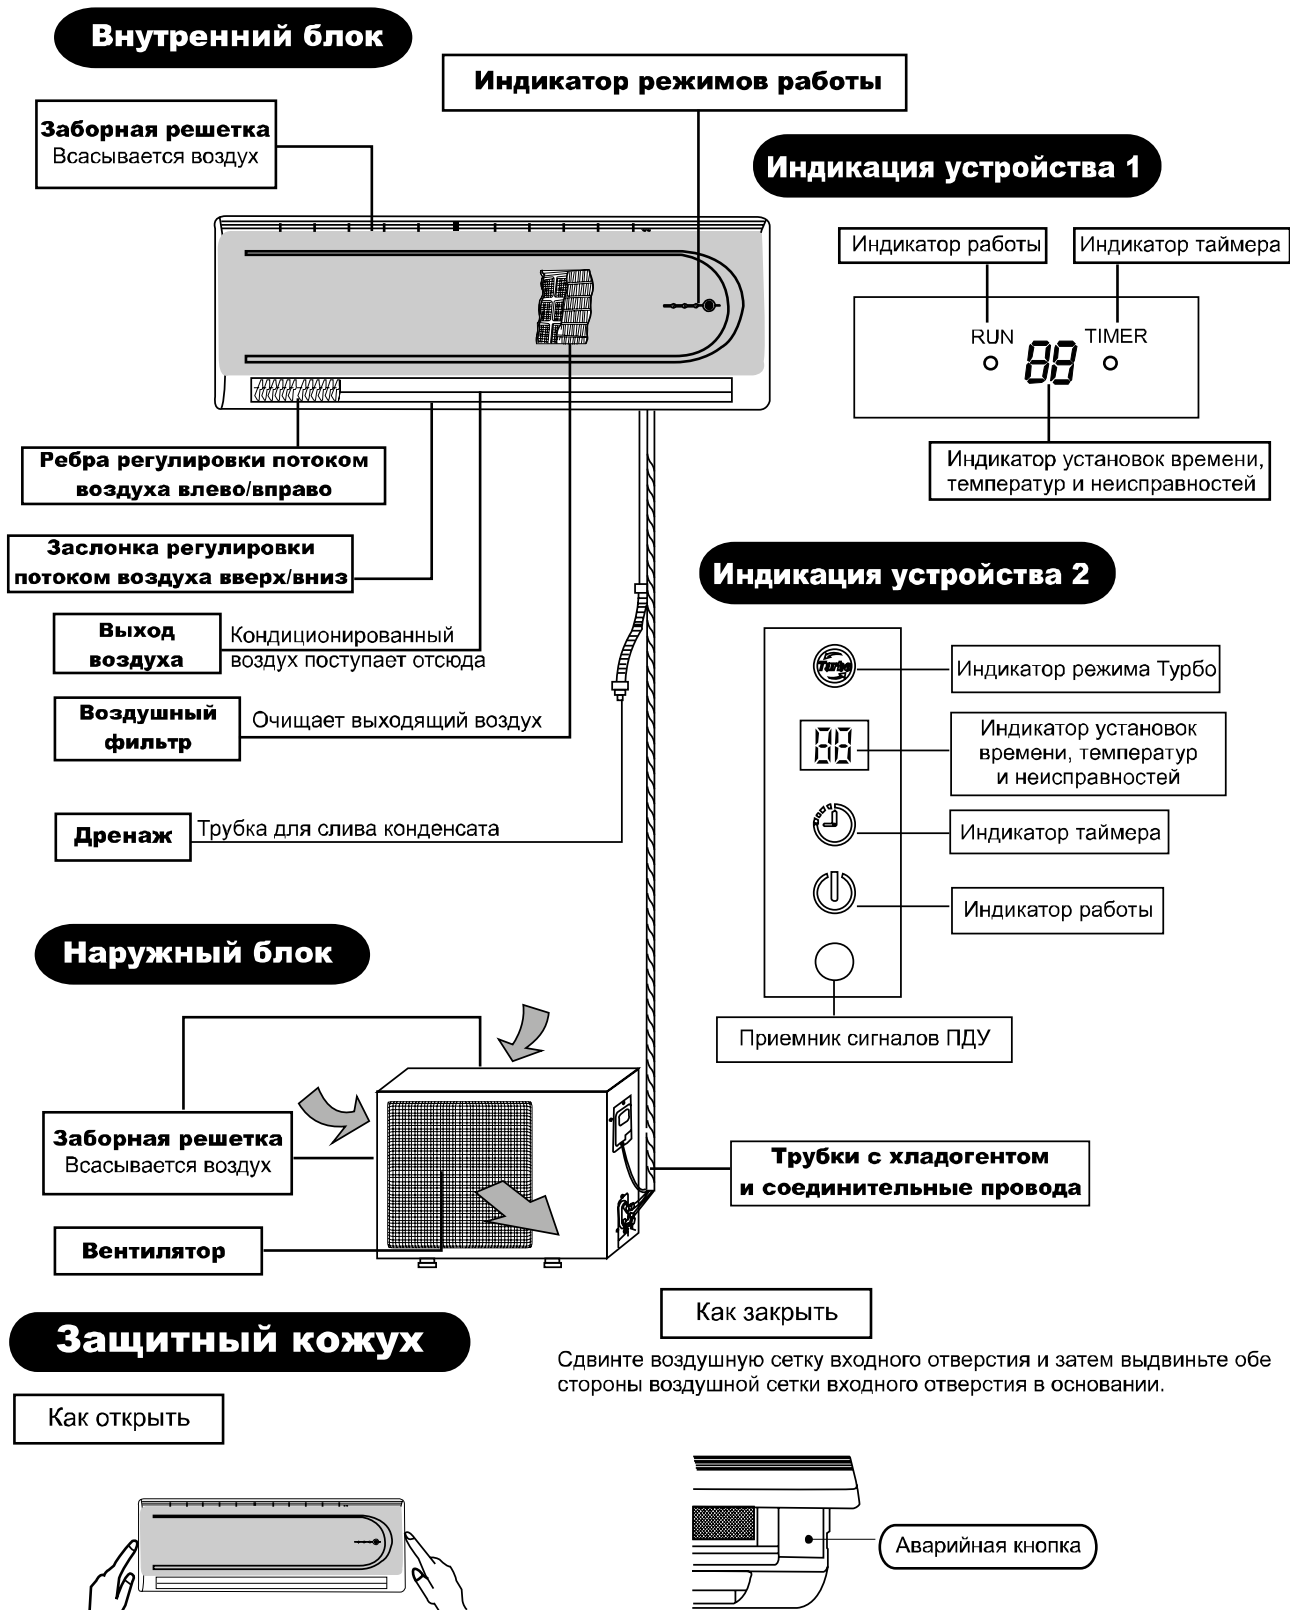 Внутренний блок
Индикатор режимов работы
Заборная решетка
Всасывается воздух
Индикация устройства 1
Индикатор работы
Индикатор таймера
RUN
TIMER
88
Индикатор установок времени,
температур и неисправностей
Ребра регулировки потоком
воздуха влево/вправо
Заслонка регулировки
потоком воздуха вверх/вниз
Выход
воздуха
Кондиционированный
воздух поступает отсюда
Воздушный
фильтр
Очищает выходящий воздух
Дренаж
Трубка для слива конденсата
Индикация устройства 2
Turbo
Индикатор режима Турбо
88
Индикатор установок
времени, температур
и неисправностей
Индикатор таймера
Индикатор работы
Приемник сигналов ПДУ
Наружный блок
Заборная решетка
Всасывается воздух
Вентилятор
Трубки с хладогентом
и соединительные провода
Защитный кожух
Как открыть
Как закрыть
Сдвинте воздушную сетку входного отверстия и затем выдвиньте обе
стороны воздушной сетки входного отверстия в основании.
Аварийная кнопка